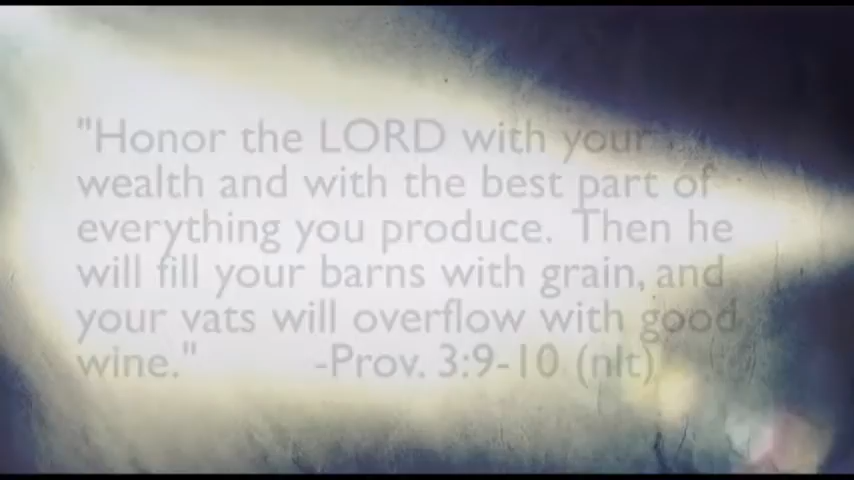 "Honor the LORD with your
wealth and with the best part of
everything you produce. Then he
will fill your barns with grain, and
your vats will overflow with good
wine." -Prov. 3:9-10 (nlt)